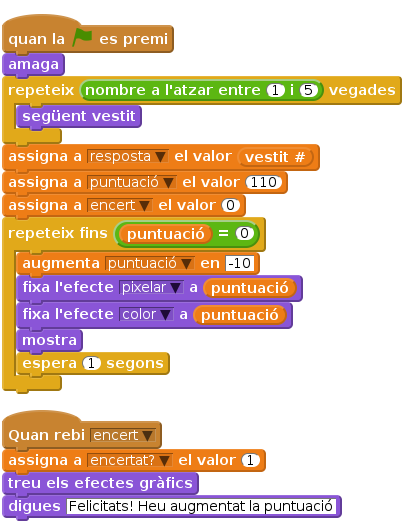 quan la es premi
amaga
repeteix nombre a l'atzar entre 1 i 5 vegades
següent vestit
assigna a resposta el valor vestit #
assigna a puntuació el valor 110
assigna a encert el valor 0
repeteix fins puntuació = 0
augmenta puntuació en -10
fixa l'efecte pixelar a puntuació
fixa l'efecte color a puntuació
mostra
espera 1 segons
Quan rebi encert
assigna a encertat? el valor 1
treu els efectes gràfics
digues Felicitats! Heu augmentat la puntuació